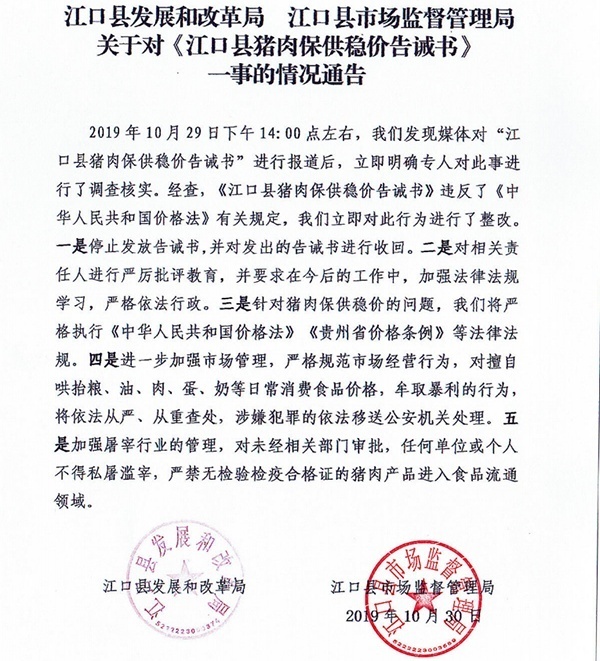 江口县发展和改革局　江口县市场监督管理局
关于对《江口县猪肉保供稳价告诫书》
一事的情况通告
2019 年 10 月 29 日下午 14:00 点左右，我们发现媒体对“江
口县猪肉保供稳价告诫书”进行报道后，立即明确专人对此事进
行了调查核实。经查，《江口县猪肉保供稳价告诫书》违反了《中
华人民共和国价格法》有关规定，我们立即对此行为进行了整改。
一是停止发放告诫书，并对发出的告诫书进行收回。二是对相关责
任人进行严厉批评教育，并要求在今后的工作中，加强法律法规
学习，严格依法行政。三是针对猪肉保供稳价的问题，我们将严
格执行《中华人民共和国价格法》《贵州省价格条例》等法律法
规。四是进一步加强市场管理，严格规范市场经营行为，对擅自
哄抬粮、油、肉、蛋、奶等日常消费食品价格，牟取暴利的行为，
将依法从严、从重查处，涉嫌犯罪的依法移送公安机关处理。五
是加强屠宰行业的管理，对未经相关部门审批，任何单位或个人
不得私屠滥宰，严禁无检验检疫合格证的猪肉产品进入食品流通
领域。
江口县发展和改革局
江口县市场监督管理局
2019 年 10 月 30 日
江口县发展和改革局
江口县市场监督管理局